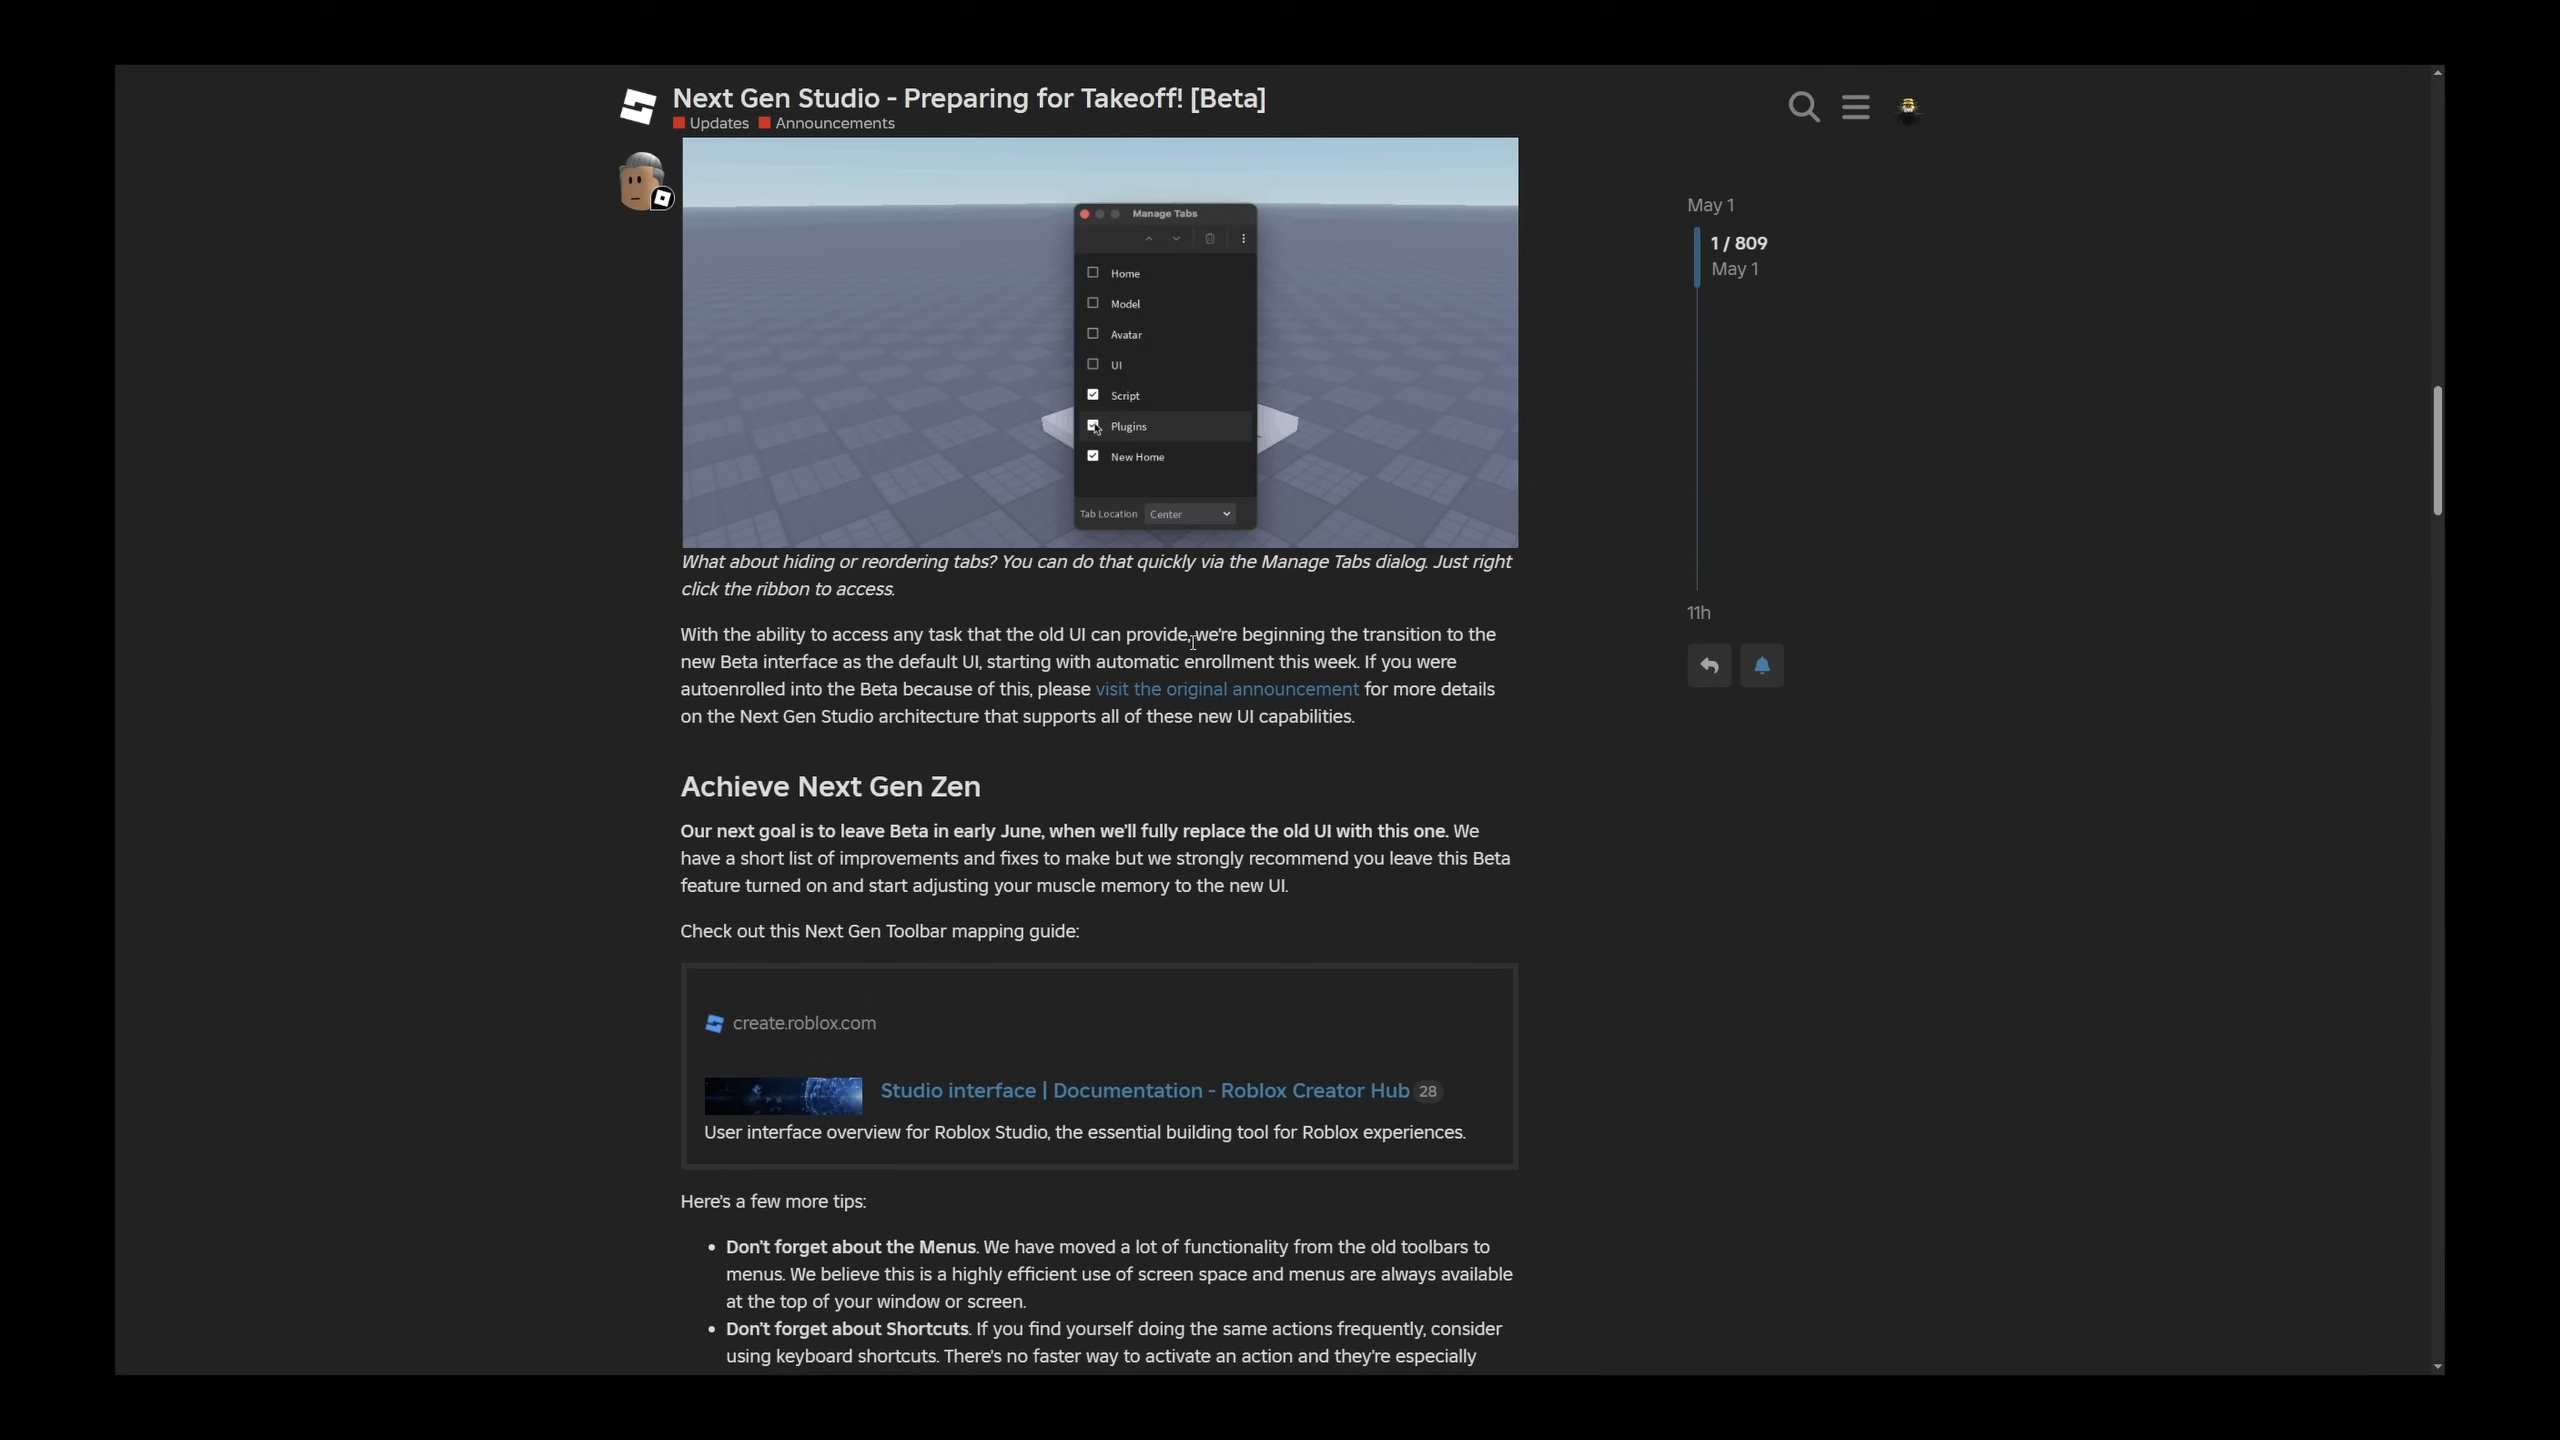 Next Gen Studio - Preparing for Takeoff! [Beta]
Updates Announcements
Manage Tabs
Home
Model
Avatar
UI
Script
Plugins
New Home
Tab Location Center
May 1
1 / 809
May 1
11h
What about hiding or reordering tabs? You can do that quickly via the Manage Tabs dialog. Just right
click the ribbon to access.
With the ability to access any task that the old UI can provide, we're beginning the transition to the
new Beta interface as the default UI, starting with automatic enrollment this week. If you were
autoenrolled into the Beta because of this, please visit the original announcement for more details
on the Next Gen Studio architecture that supports all of these new UI capabilities.
Achieve Next Gen Zen
Our next goal is to leave Beta in early June, when we'll fully replace the old UI with this one. We
have a short list of improvements and fixes to make but we strongly recommend you leave this Beta
feature turned on and start adjusting your muscle memory to the new UI.
Check out this Next Gen Toolbar mapping guide:
create.roblox.com
Studio interface | Documentation - Roblox Creator Hub 28
User interface overview for Roblox Studio, the essential building tool for Roblox experiences.
Here's a few more tips:
• Don't forget about the Menus. We have moved a lot of functionality from the old toolbars to
menus. We believe this is a highly efficient use of screen space and menus are always available
at the top of your window or screen.
• Don't forget about Shortcuts. If you find yourself doing the same actions frequently, consider
using keyboard shortcuts. There's no faster way to activate an action and they're especially